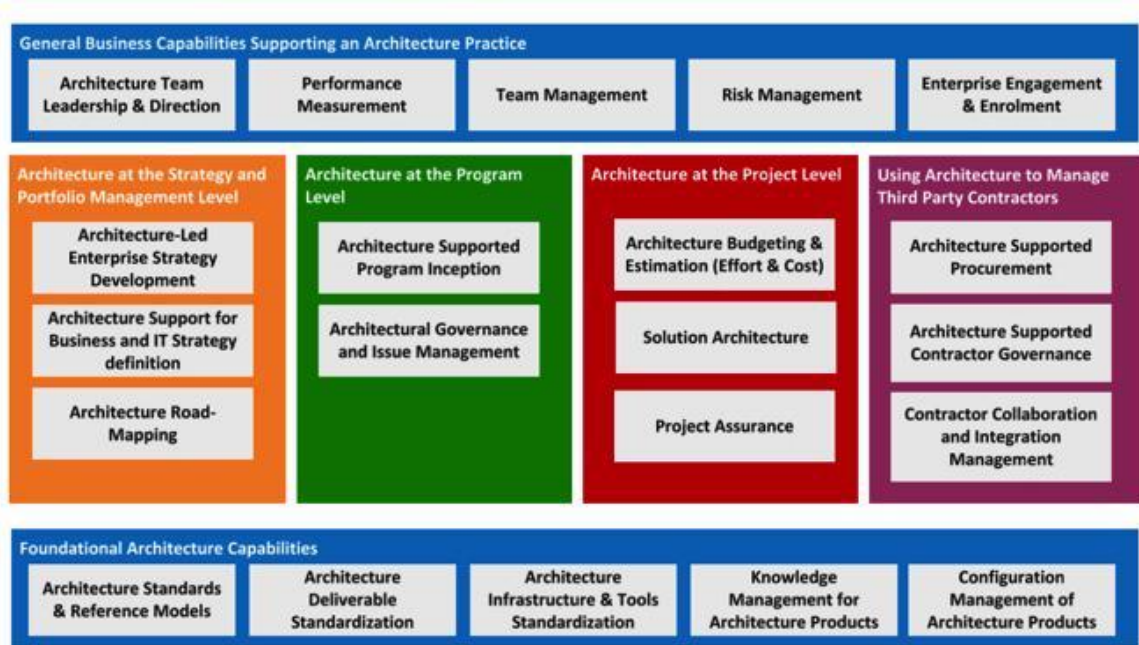 General Business Capabilities Supporting an Architecture Practice
Architecture Team
Leadership & Direction
Performance
Measurement
Team Management
Risk Management
Enterprise Engagement
& Enrolment
Architecture at the Strategy and
Portfolio Management Level
Architecture-Led
Enterprise Strategy
Development
Architecture Support for
Business and IT Strategy
definition
Architecture Road-
Mapping
Architecture at the Program
Level
Architecture Supported
Program Inception
Architectural Governance
and Issue Management
Architecture at the Project Level
Architecture Budgeting &
Estimation (Effort & Cost)
Solution Architecture
Project Assurance
Using Architecture to Manage
Third Party Contractors
Architecture Supported
Procurement
Architecture Supported
Contractor Governance
Contractor Collaboration
and Integration
Management
Foundational Architecture Capabilities
Architecture Standards
& Reference Models
Architecture
Deliverable
Standardization
Architecture
Infrastructure & Tools
Standardization
Knowledge
Management for
Architecture Products
Configuration
Management of
Architecture Products